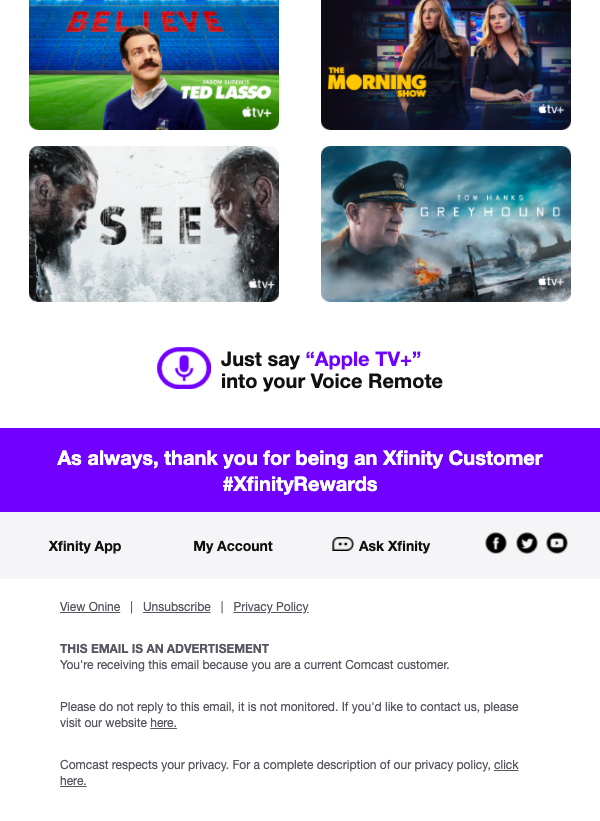 BELIEVE
JASON SUDEIKIS
TED LASSO
tv+
THE
MORNING
SHOW
tv+
SEE
tv+
TOM HANKS
GREYHOUND
tv+
Just say “Apple TV+”
into your Voice Remote
As always, thank you for being an Xfinity Customer
#XfinityRewards
Xfinity App
My Account
Ask Xfinity
View Onine | Unsubscribe | Privacy Policy
THIS EMAIL IS AN ADVERTISEMENT
You're receiving this email because you are a current Comcast customer.
Please do not reply to this email, it is not monitored. If you'd like to contact us, please
visit our website here.
Comcast respects your privacy. For a complete description of our privacy policy, click
here.